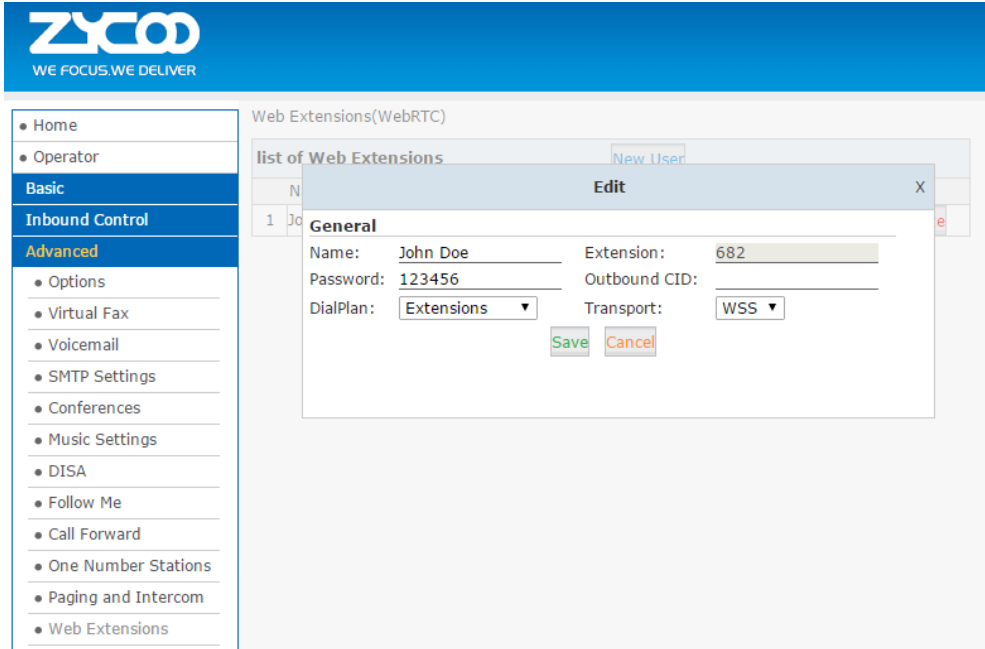 ZYCOO
WE FOCUS.WE DELIVER
Home
Operator
Basic
Inbound Control
Advanced
Options
Virtual Fax
Voicemail
SMTP Settings
Conferences
Music Settings
DISA
Follow Me
Call Forward
One Number Stations
Paging and Intercom
Web Extensions
Web Extensions(WebRTC)
list of Web Extensions New User
N
1 Jo e
Edit X
General
Name: John Doe Extension: 682
Password: 123456 Outbound CID:
DialPlan: Extensions ▼ Transport: WSS ▼
Save Cancel